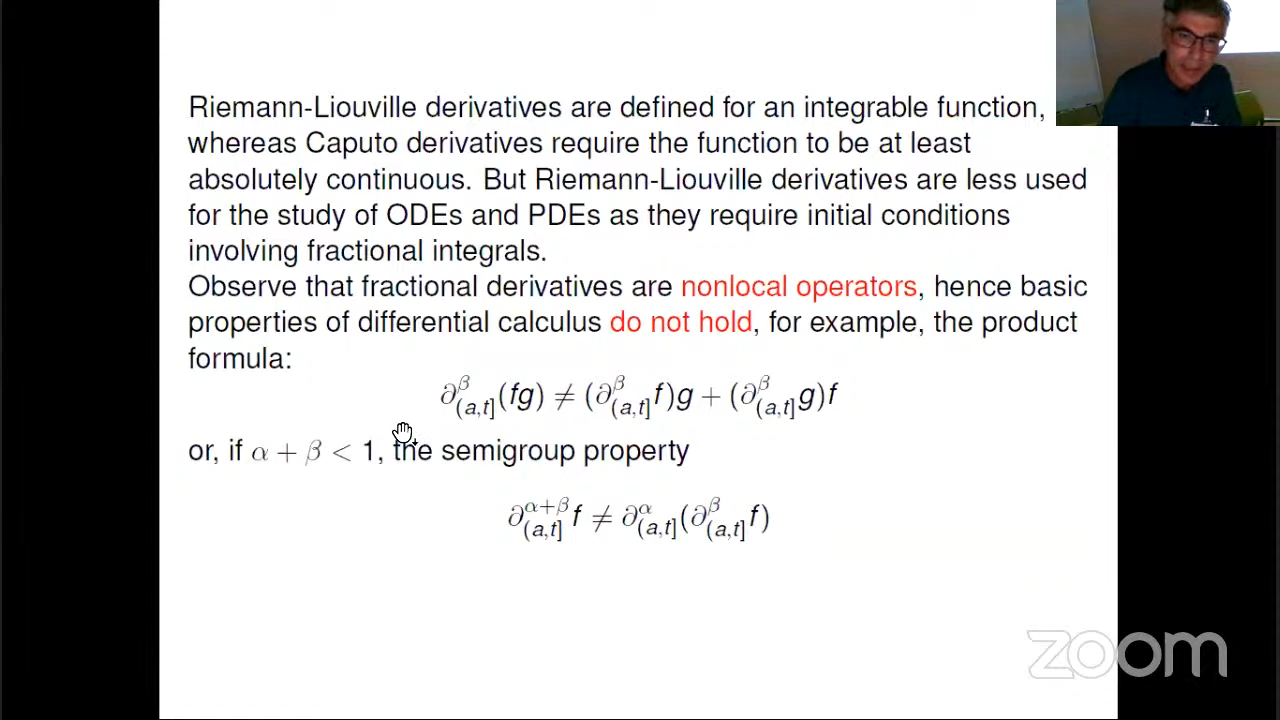 Riemann-Liouville derivatives are defined for an integrable function,
whereas Caputo derivatives require the function to be at least
absolutely continuous. But Riemann-Liouville derivatives are less used
for the study of ODEs and PDEs as they require initial conditions
involving fractional integrals.
Observe that fractional derivatives are nonlocal operators, hence basic
properties of differential calculus do not hold, for example, the product
formula:
∂^β_(a,t](fg) ≠ (∂^β_(a,t]f)g + (∂^β_(a,t]g)f
or, if α + β < 1, the semigroup property
∂^{α+β}_(a,t]f ≠ ∂^α_(a,t](∂^β_(a,t]f)
zoom